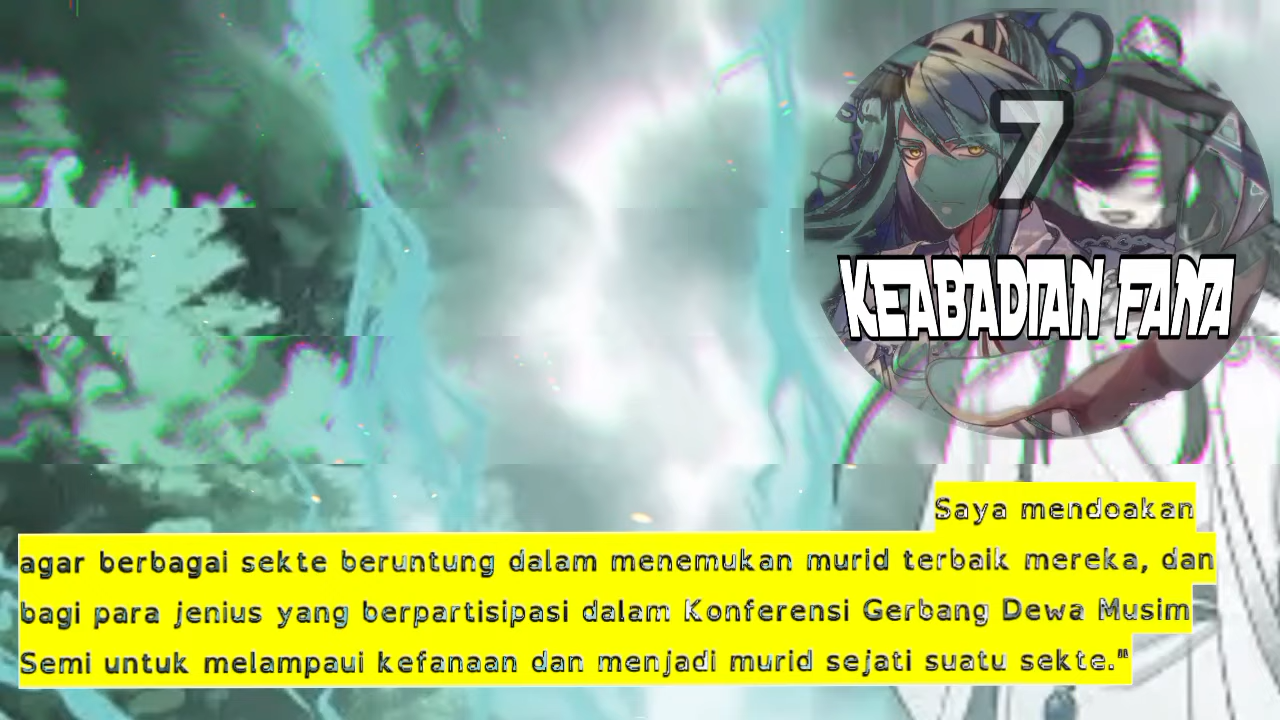 7
KEABADIAN FANA
Saya mendoakan
agar berbagai sekte beruntung dalam menemukan murid terbaik mereka, dan
bagi para jenius yang berpartisipasi dalam Konferensi Gerbang Dewa Musim
Semi untuk melampaui kefanaan dan menjadi murid sejati suatu sekte."